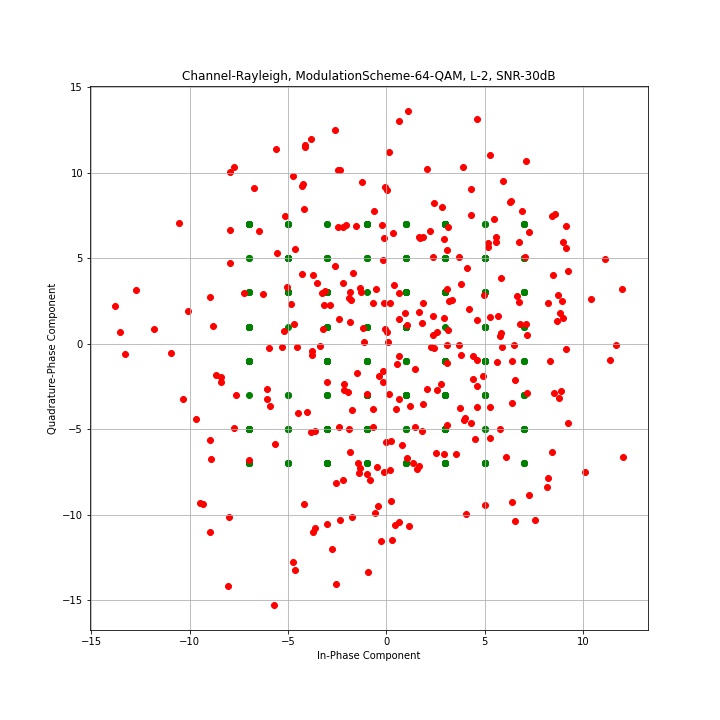 Channel-Rayleigh, ModulationScheme-64-QAM, L-2, SNR-30dB
15
10
5
0
−5
−10
−15
Quadrature-Phase Component
−15 −10 −5 0 5 10
In-Phase Component